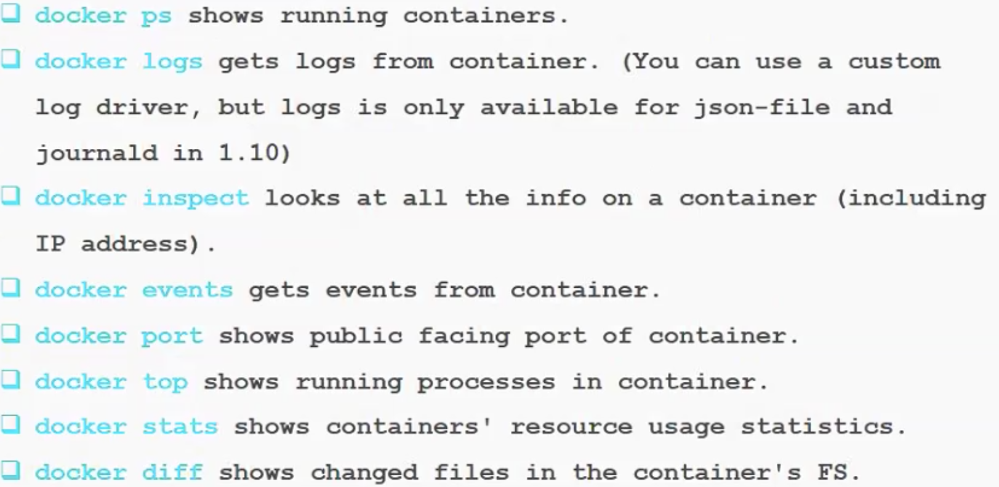 docker ps shows running containers.
docker logs gets logs from container. (You can use a custom
log driver, but logs is only available for json-file and
journald in 1.10)
docker inspect looks at all the info on a container (including
IP address).
docker events gets events from container.
docker port shows public facing port of container.
docker top shows running processes in container.
docker stats shows containers' resource usage statistics.
docker diff shows changed files in the container's FS.